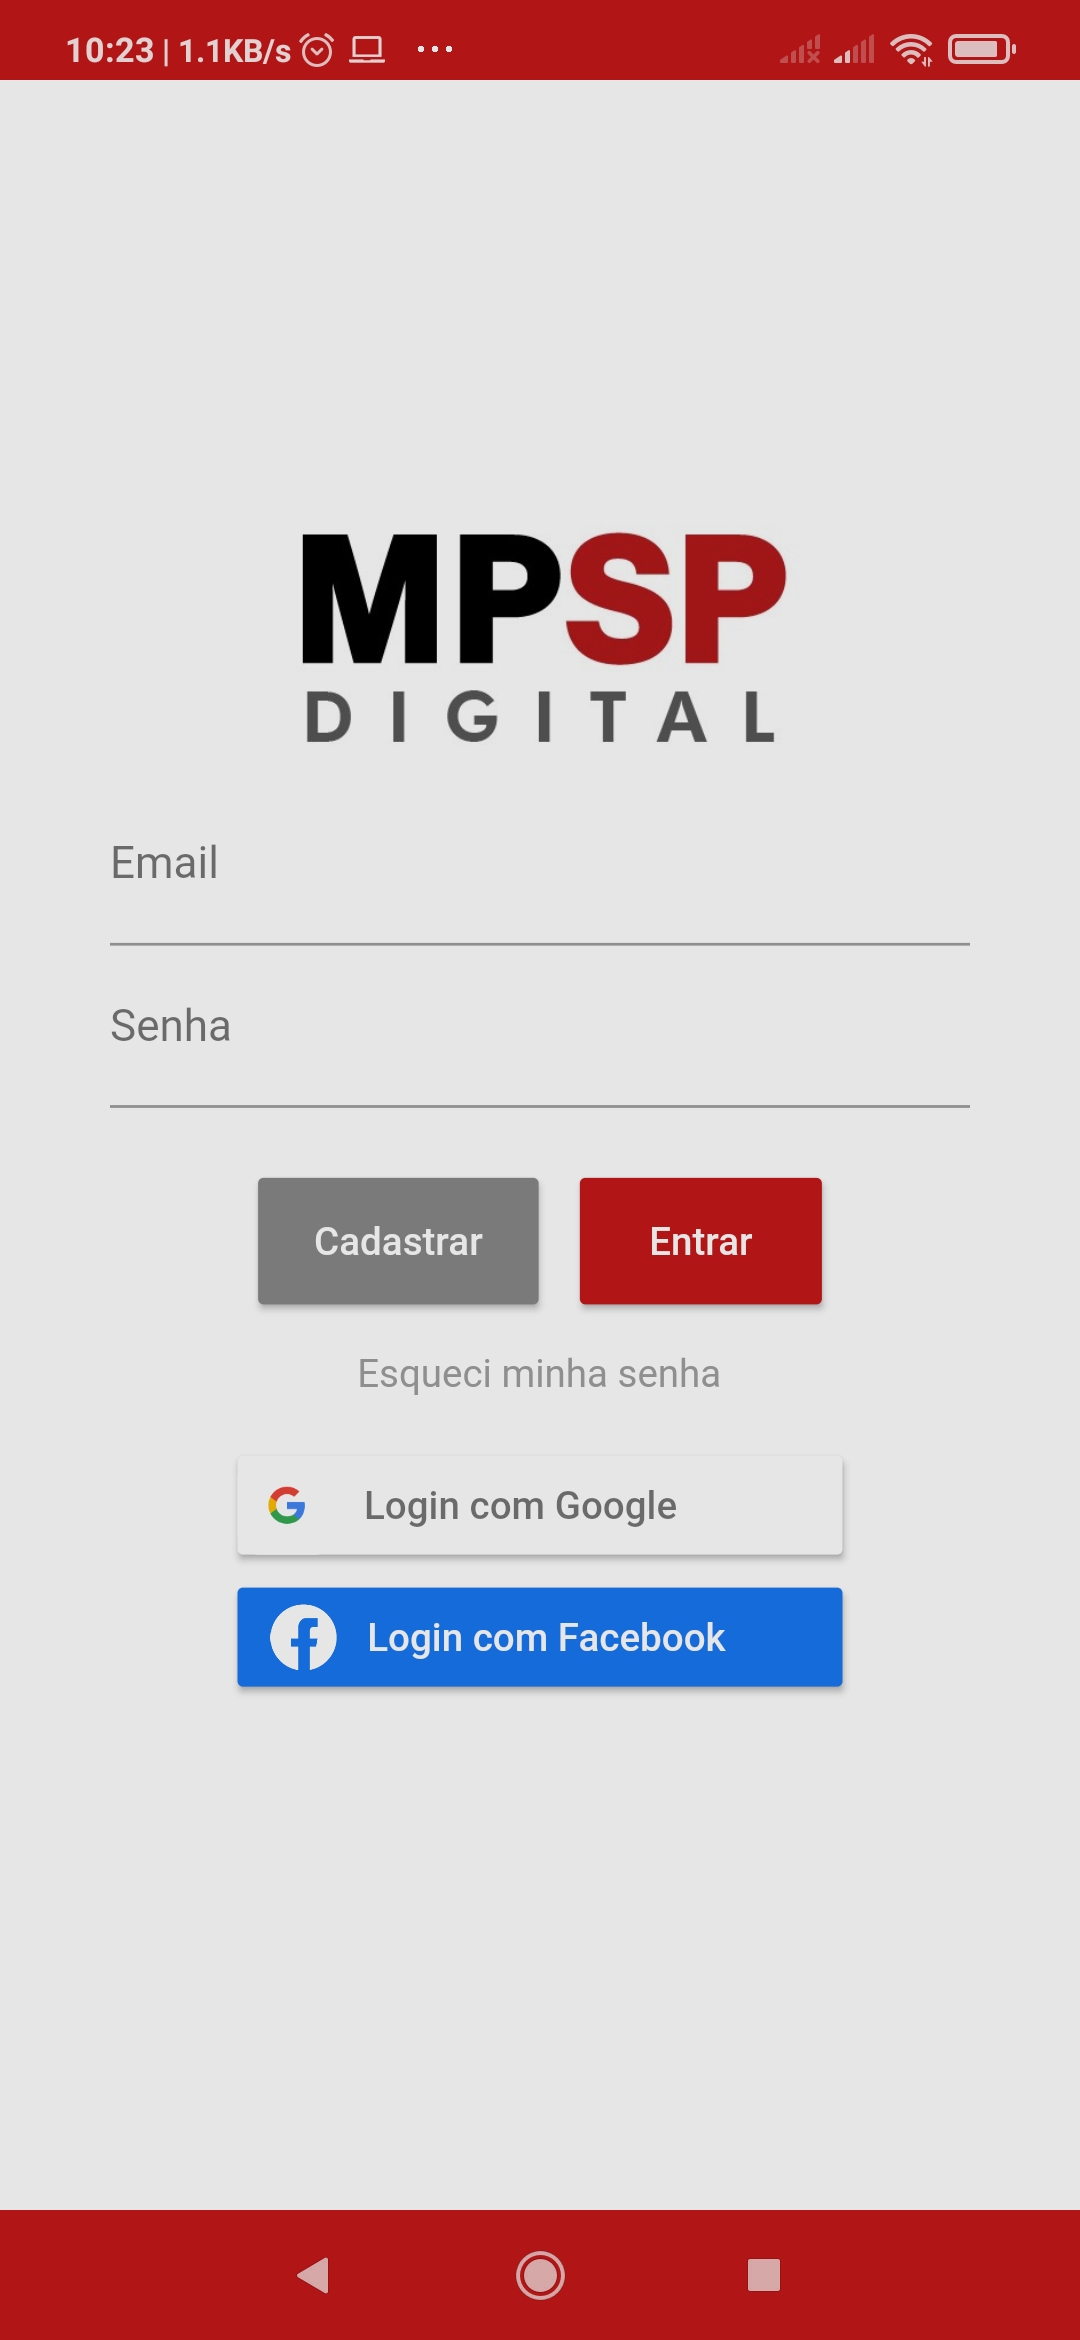 10:23 | 1.1KB/s
MPSP
DIGITAL
Email
Senha
Cadastrar
Entrar
Esqueci minha senha
Login com Google
Login com Facebook